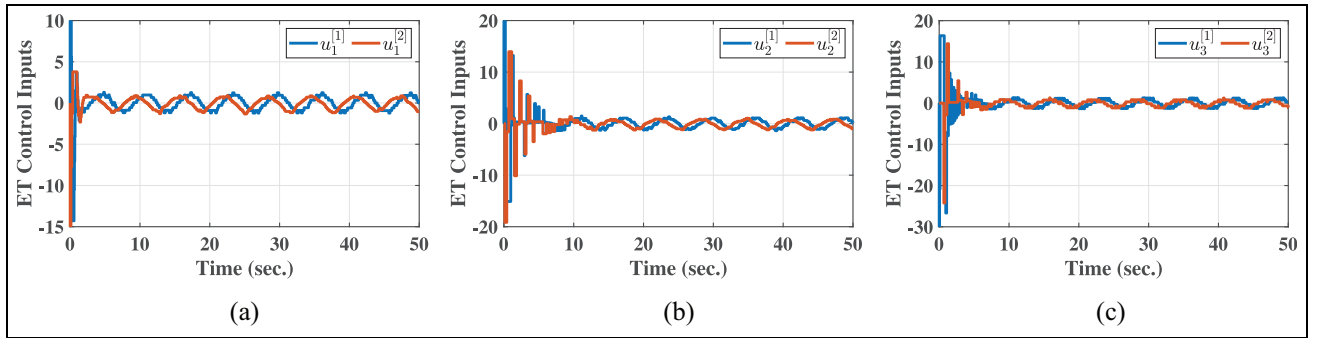 ET Control Inputs
10
5
0
-5
-10
-15
u_1^{[1]} u_1^{[2]}
0 10 20 30 40 50
Time (sec.)
(a)
ET Control Inputs
20
10
0
-10
-20
u_2^{[1]} u_2^{[2]}
0 10 20 30 40 50
Time (sec.)
(b)
ET Control Inputs
20
10
0
-10
-20
-30
u_3^{[1]} u_3^{[2]}
0 10 20 30 40 50
Time (sec.)
(c)